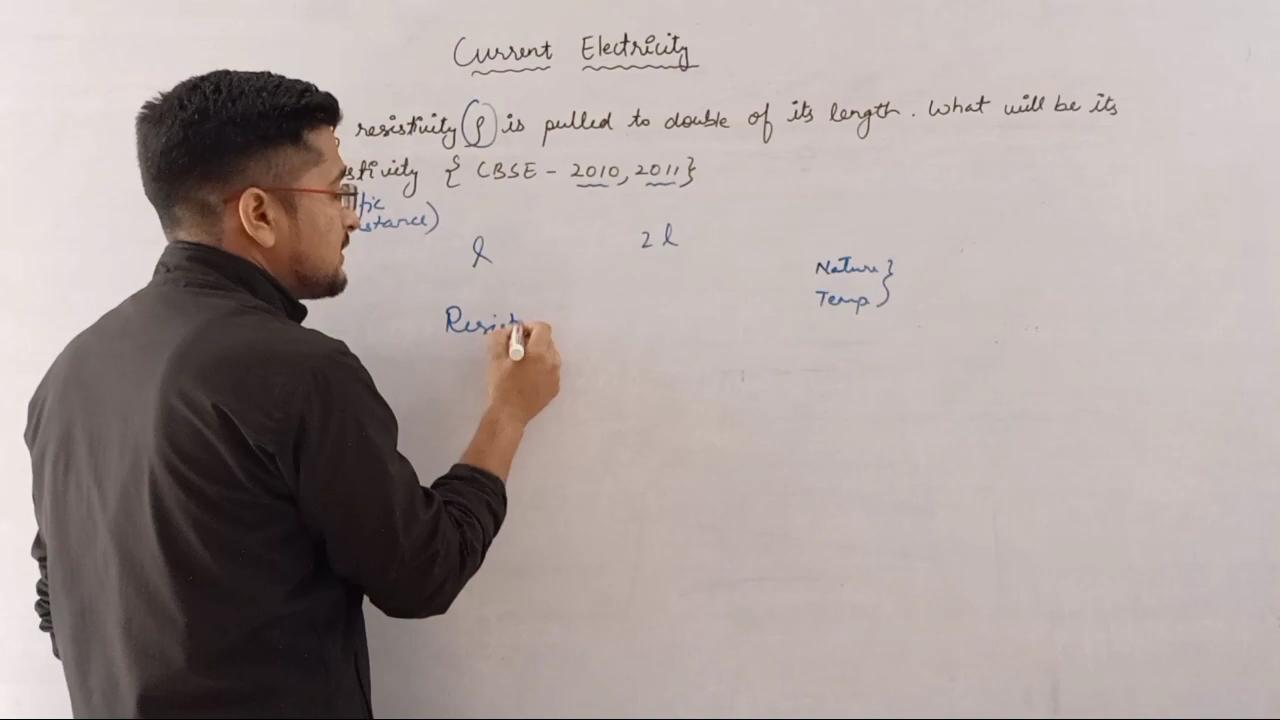 Current Electricity
resistivity (ρ) is pulled to double of its length. What will be its
stivity { CBSE - 2010, 2011}
fic
stance)
l 2l
Nature }
Temp
Resist